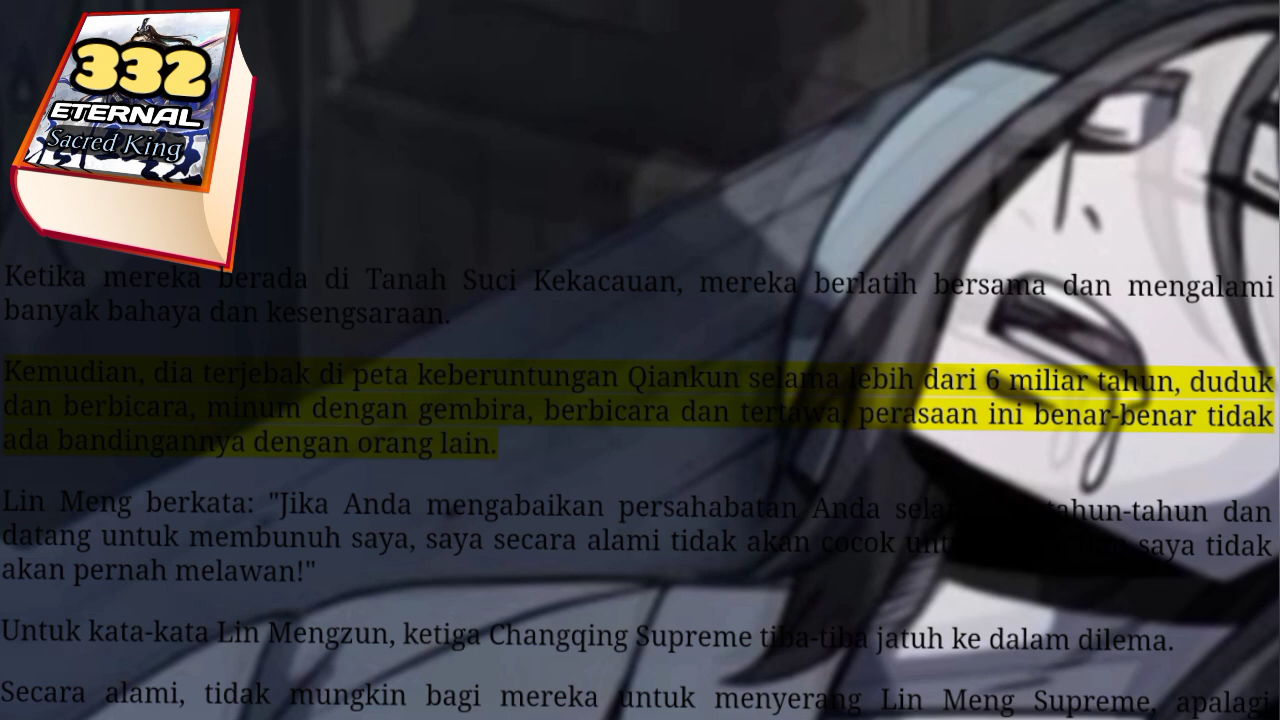 332
ETERNAL
Sacred King
Ketika mereka berada di Tanah Suci Kekacauan, mereka berlatih bersama dan mengalami
banyak bahaya dan kesengsaraan.
Kemudian, dia terjebak di peta keberuntungan Qiankun selama lebih dari 6 miliar tahun, duduk
dan berbicara, minum dengan gembira, berbicara dan tertawa, perasaan ini benar-benar tidak
ada bandingannya dengan orang lain.
Lin Meng berkata: "Jika Anda mengabaikan persahabatan Anda tahun-tahun dan
datang untuk membunuh saya, saya secara alami tidak akan cocok saya tidak
akan pernah melawan!"
Untuk kata-kata Lin Mengzun, ketiga Changqing Supreme tiba-tiba jatuh ke dalam dilema.
Secara alami, tidak mungkin bagi mereka untuk menyerang Lin Meng Supreme, apalagi